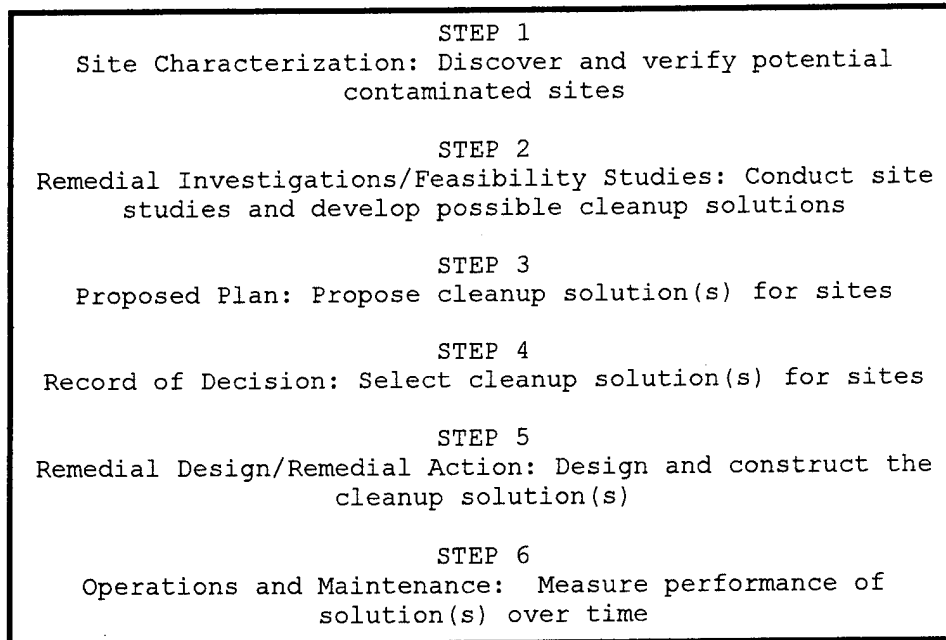 STEP 1
Site Characterization: Discover and verify potential
contaminated sites
STEP 2
Remedial Investigations/Feasibility Studies: Conduct site
studies and develop possible cleanup solutions
STEP 3
Proposed Plan: Propose cleanup solution(s) for sites
STEP 4
Record of Decision: Select cleanup solution(s) for sites
STEP 5
Remedial Design/Remedial Action: Design and construct the
cleanup solution(s)
STEP 6
Operations and Maintenance: Measure performance of
solution(s) over time